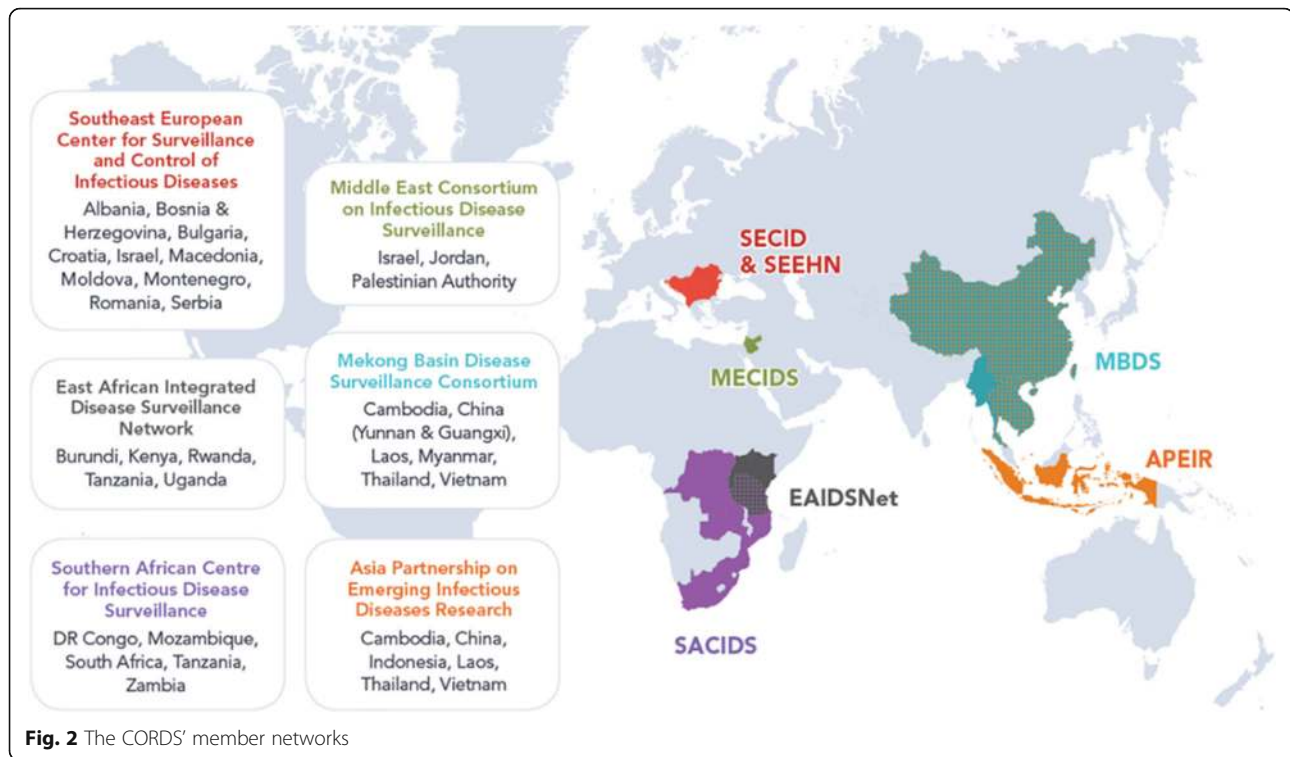 Southeast European
Center for Surveillance
and Control of
Infectious Diseases
Albania, Bosnia &
Herzegovina, Bulgaria,
Croatia, Israel, Macedonia,
Moldova, Montenegro,
Romania, Serbia
Middle East Consortium
on Infectious Disease
Surveillance
Israel, Jordan,
Palestinian Authority
East African Integrated
Disease Surveillance
Network
Burundi, Kenya, Rwanda,
Tanzania, Uganda
Mekong Basin Disease
Surveillance Consortium
Cambodia, China
(Yunnan & Guangxi),
Laos, Myanmar,
Thailand, Vietnam
Southern African Centre
for Infectious Disease
Surveillance
DR Congo, Mozambique,
South Africa, Tanzania,
Zambia
Asia Partnership on
Emerging Infectious
Diseases Research
Cambodia, China,
Indonesia, Laos,
Thailand, Vietnam
SECID
& SEEHN
MECIDS
MBDS
APEIR
EAIDSNet
SACIDS
Fig. 2 The CORDS' member networks